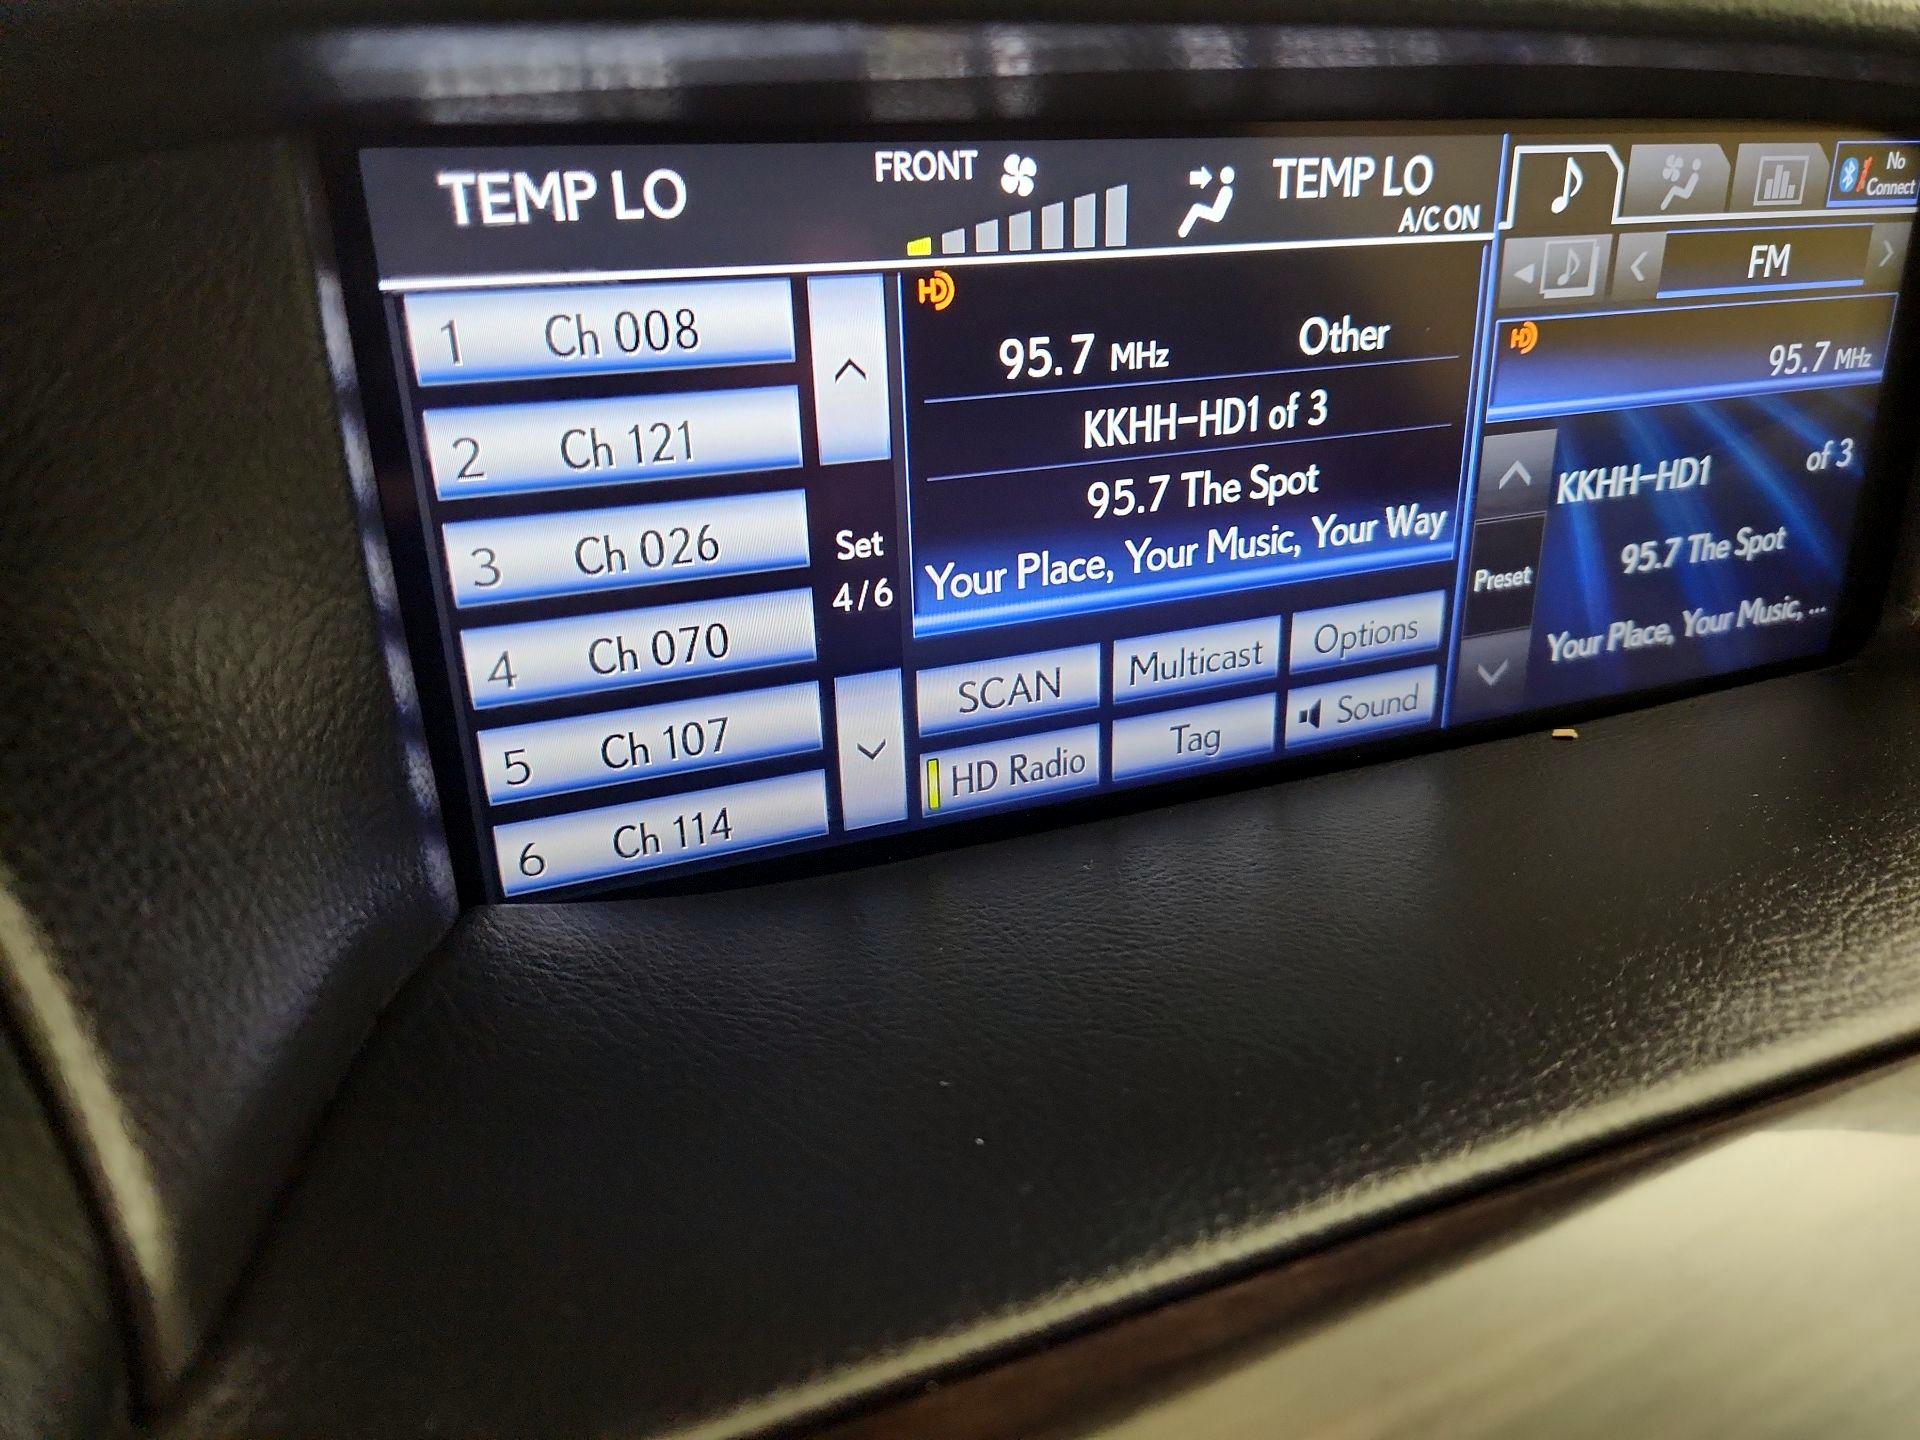 TEMP LO
FRONT
TEMP LO
A/C ON
No
Connect
1 Ch 008
2 Ch 121
3 Ch 026
4 Ch 070
5 Ch 107
6 Ch 114
Set
4/6
HD
95.7 MHz Other
KKHH-HD1 of 3
95.7 The Spot
Your Place, Your Music, Your Way
SCAN Multicast Options
HD Radio Tag Sound
FM
HD
95.7 MHz
Preset
KKHH-HD1 of 3
95.7 The Spot
Your Place, Your Music, ...